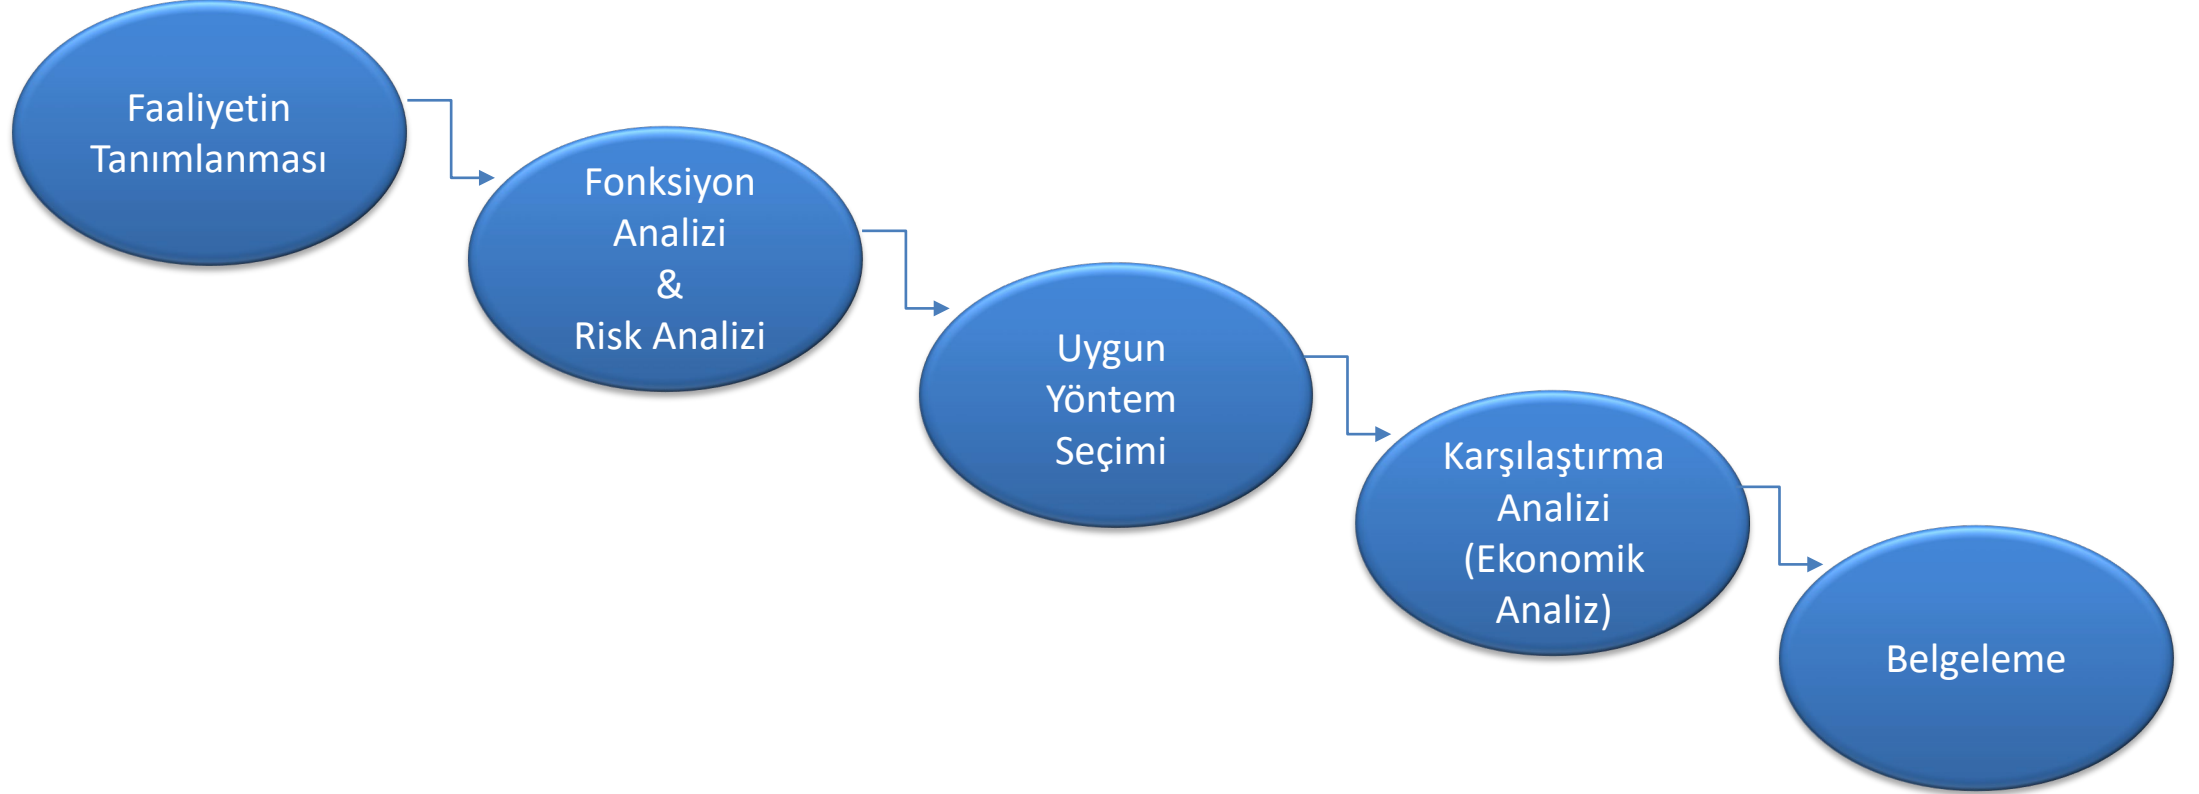 Faaliyetin
Tanımlanması
Fonksiyon
Analizi
&
Risk Analizi
Uygun
Yöntem
Seçimi
Karşılaştırma
Analizi
(Ekonomik
Analiz)
Belgeleme